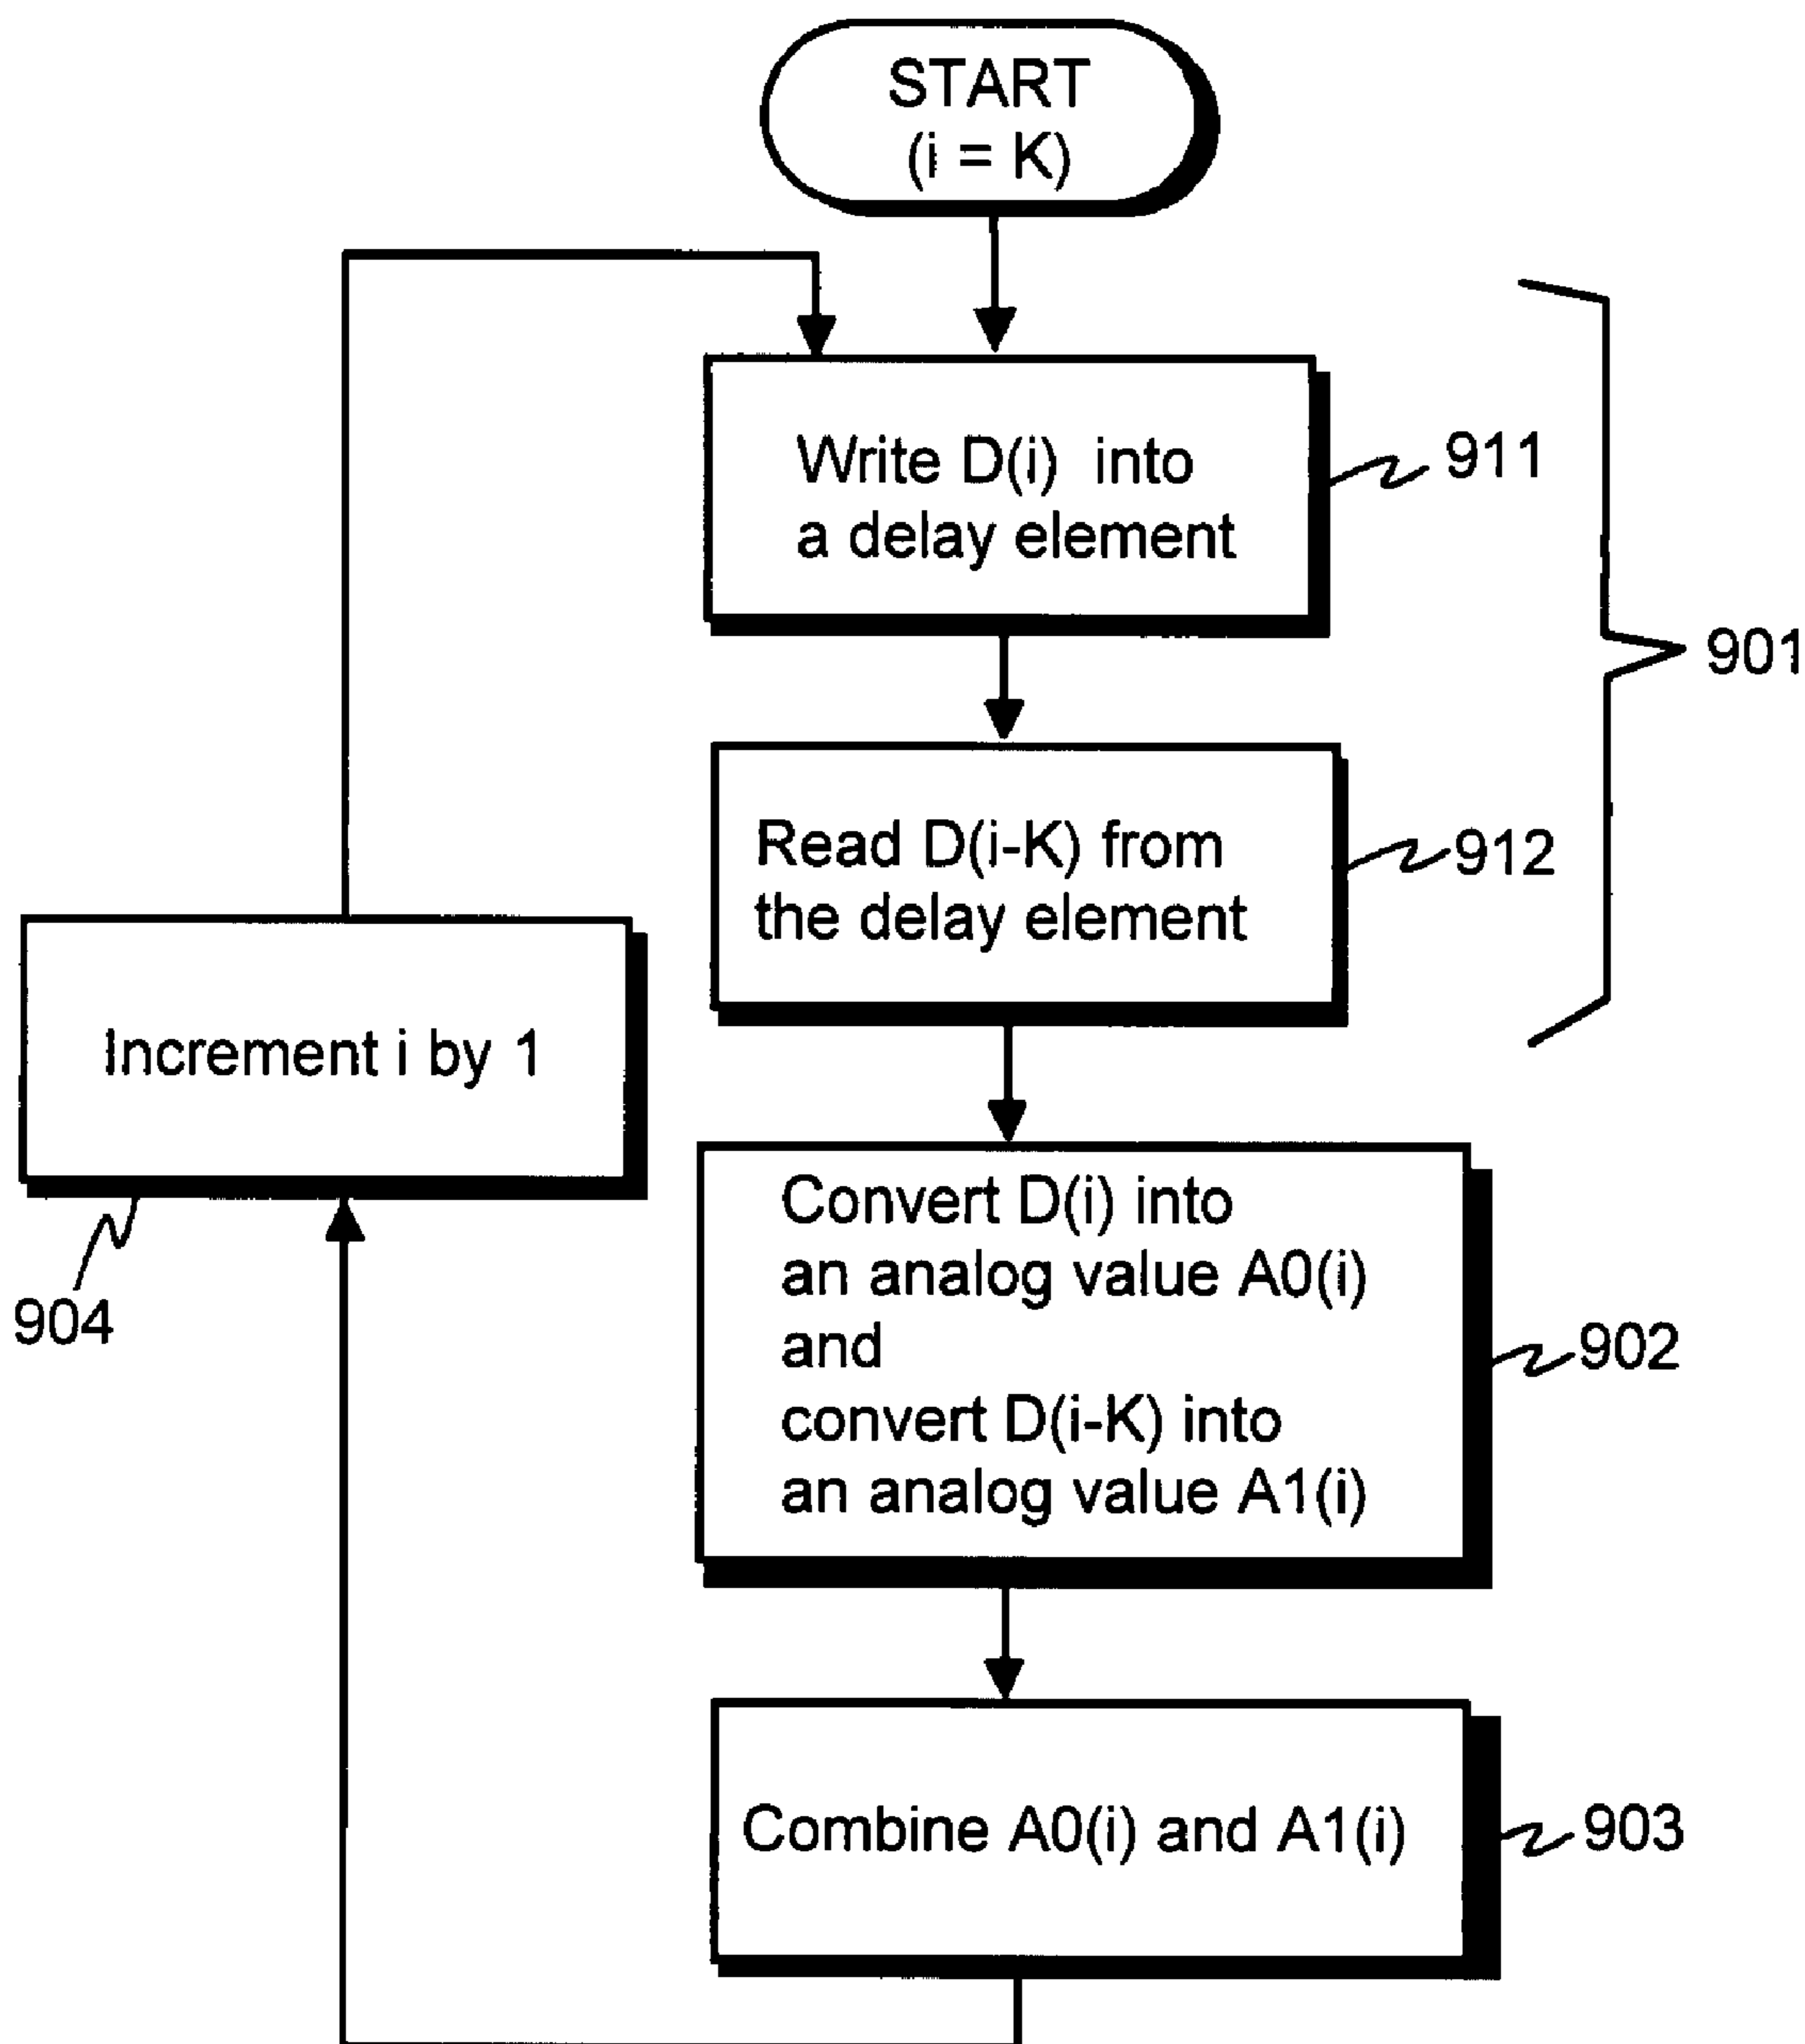 START
(i = K)
Write D(i) into
a delay element
911
901
Read D(i-K) from
the delay element
912
Increment i by 1
904
Convert D(i) into
an analog value A0(i)
and
convert D(i-K) into
an analog value A1(i)
902
Combine A0(i) and A1(i)
903